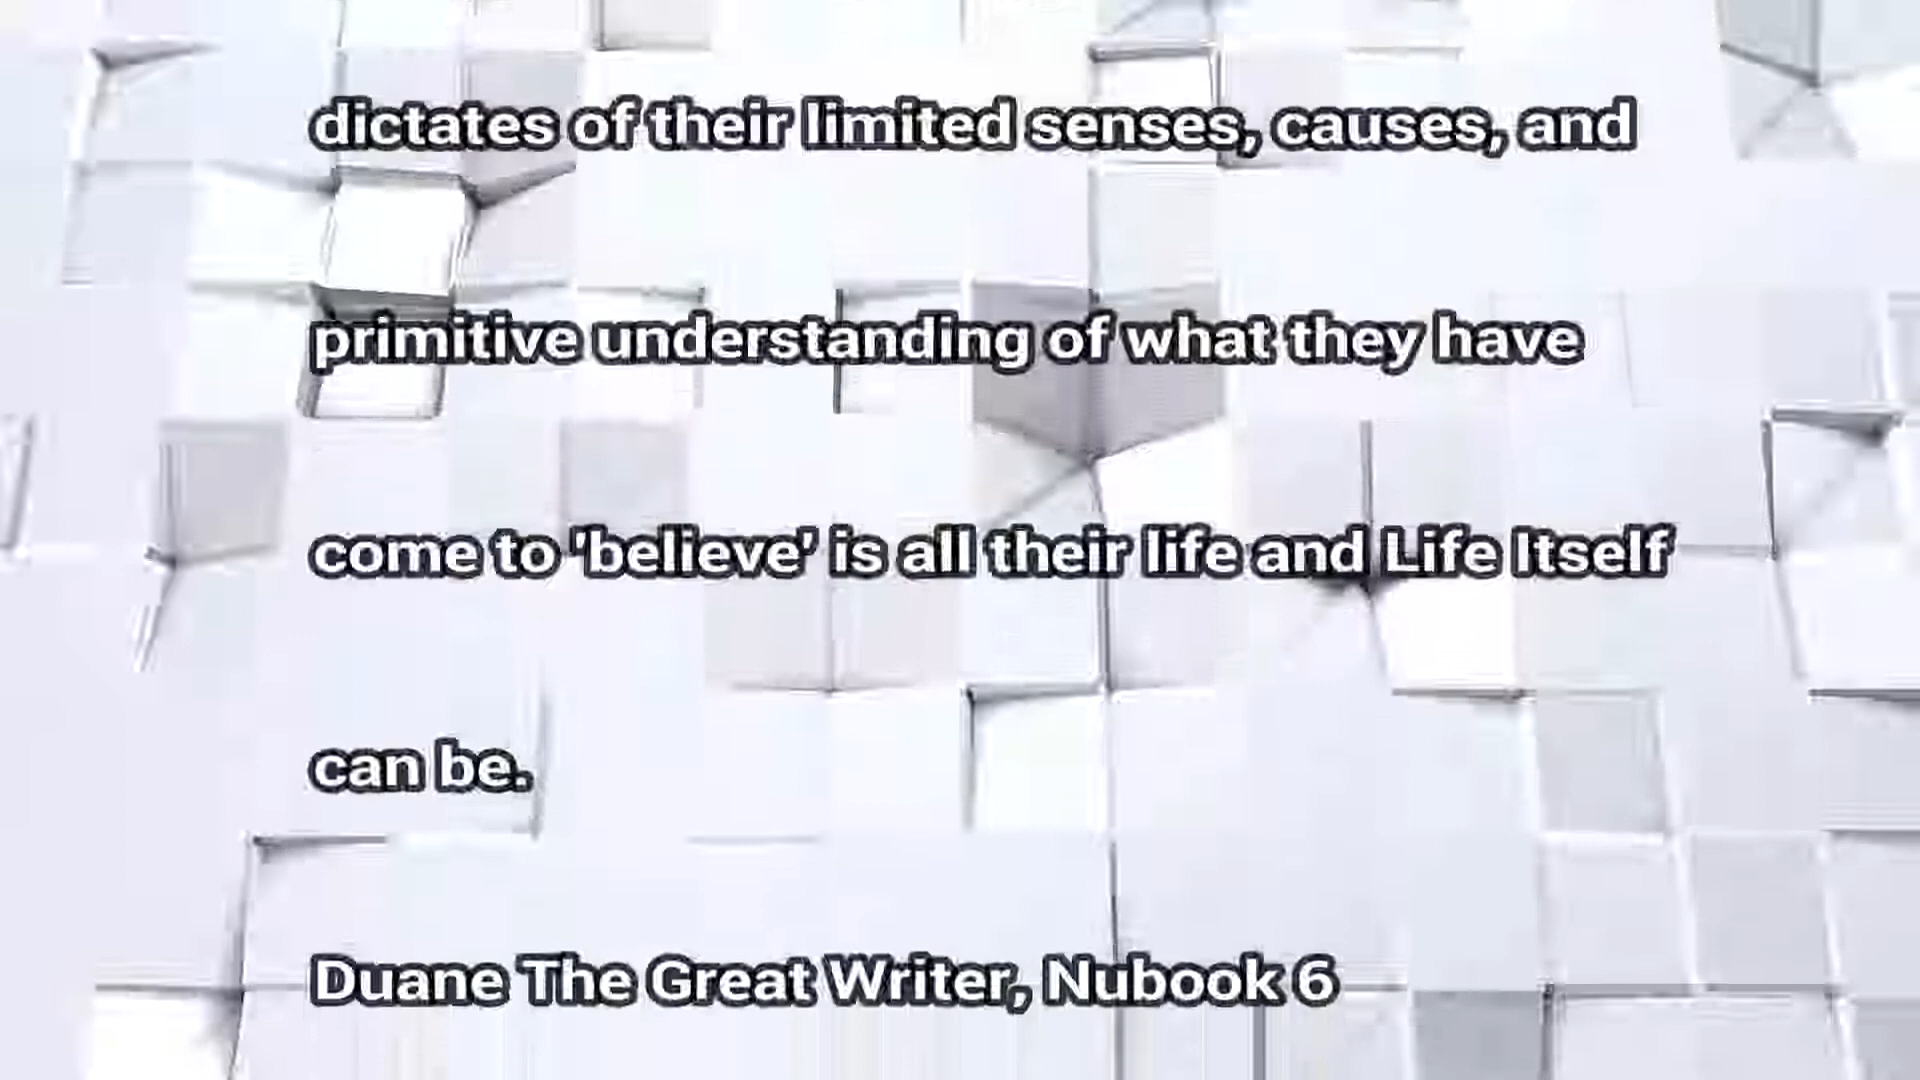 dictates of their limited senses, causes, and
primitive understanding of what they have
come to 'believe' is all their life and Life Itself
can be.
Duane The Great Writer, Nubook 6